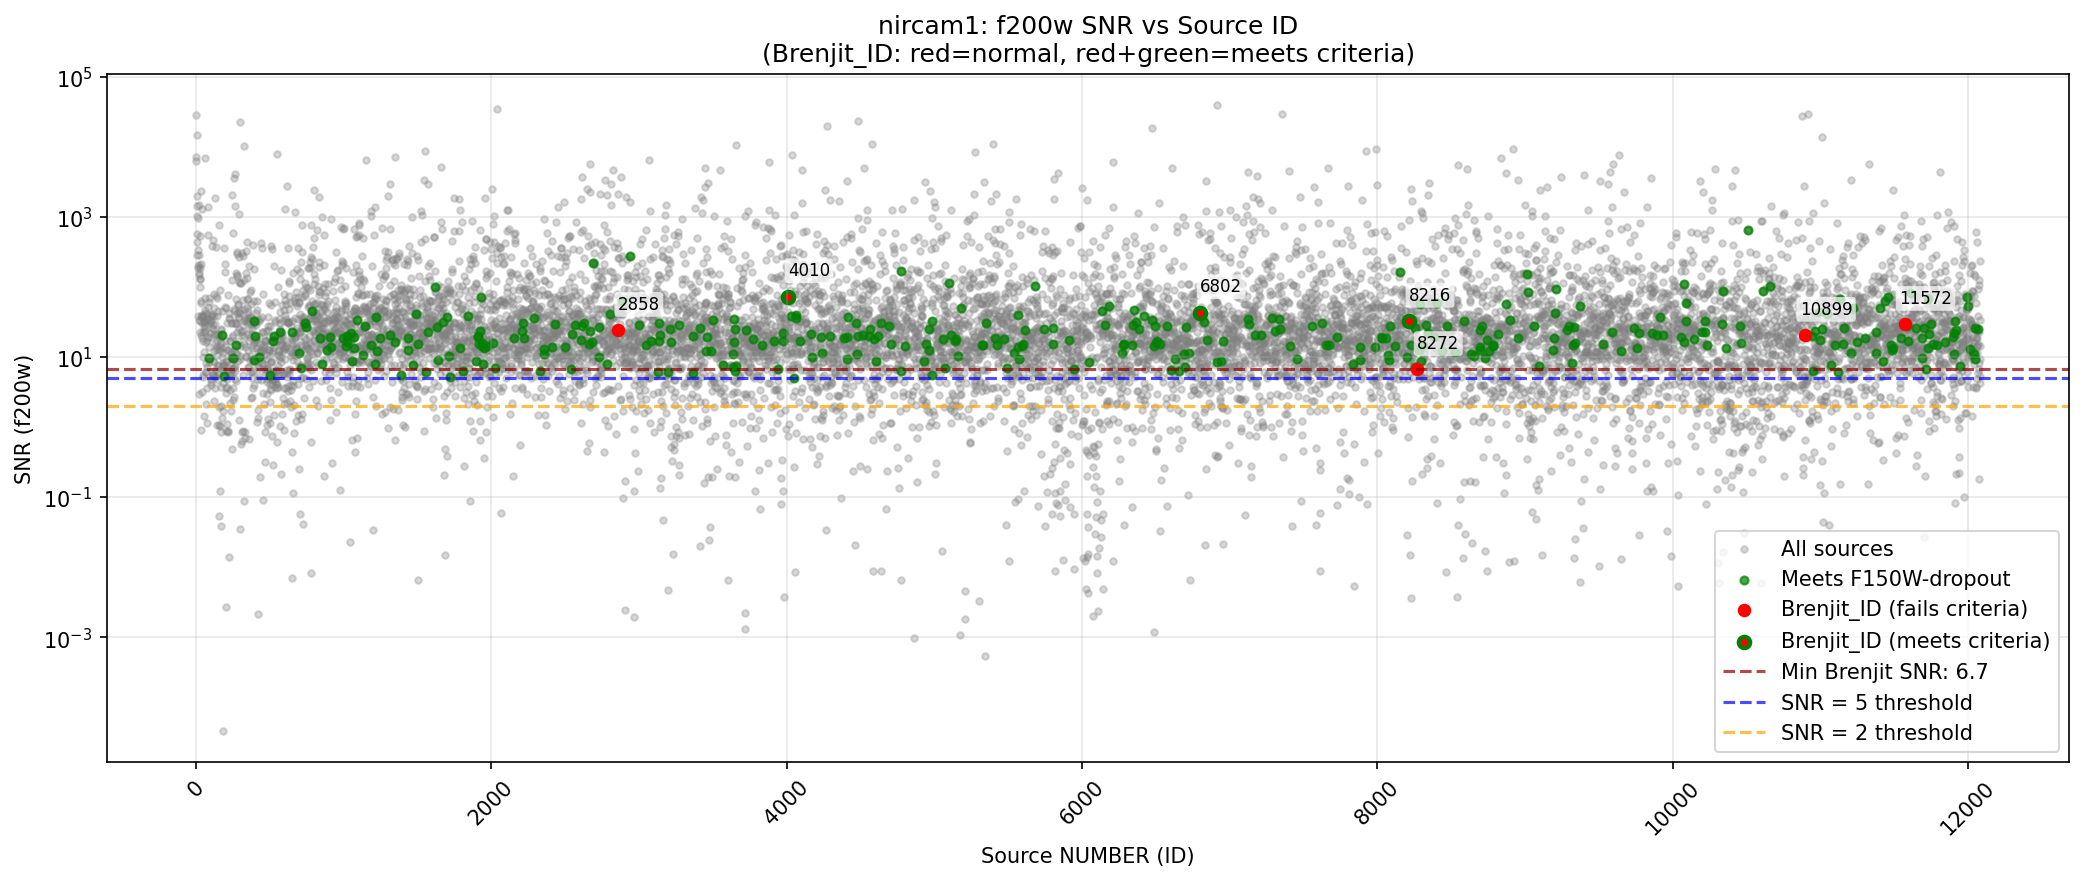 nircam1: f200w SNR vs Source ID
(Brenjit_ID: red=normal, red+green=meets criteria)
SNR (f200w)
10^5
10^3
10^1
10^-1
10^-3
4010
6802
2858
8216
11572
10899
8272
All sources
Meets F150W-dropout
Brenjit_ID (fails criteria)
Brenjit_ID (meets criteria)
Min Brenjit SNR: 6.7
SNR = 5 threshold
SNR = 2 threshold
0
2000
4000
6000
8000
10000
12000
Source NUMBER (ID)